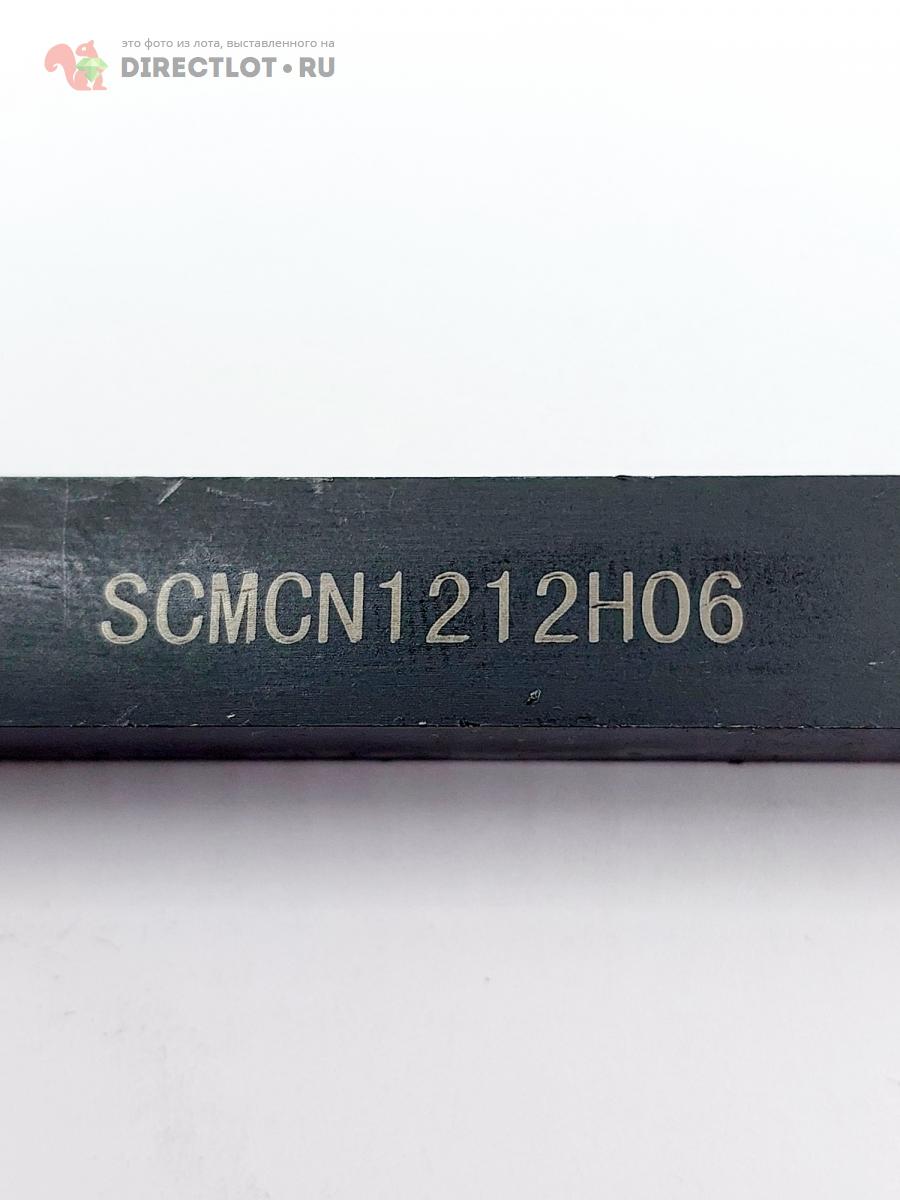 это фото из лота, выставленного на
DIRECTLOT•RU
SCMCN1212H06